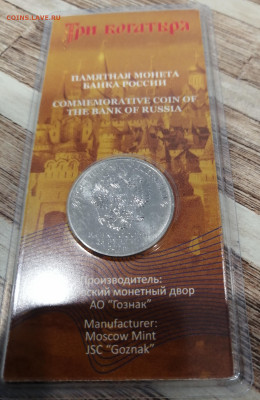 COINS.LAVE.RU
Три богатыря
ПАМЯТНАЯ МОНЕТА
БАНКА РОССИИ
COMMEMORATIVE COIN OF
THE BANK OF RUSSIA
Производитель:
монетный двор
АО "Гознак"
Manufacturer:
Moscow Mint
JSC "Goznak"